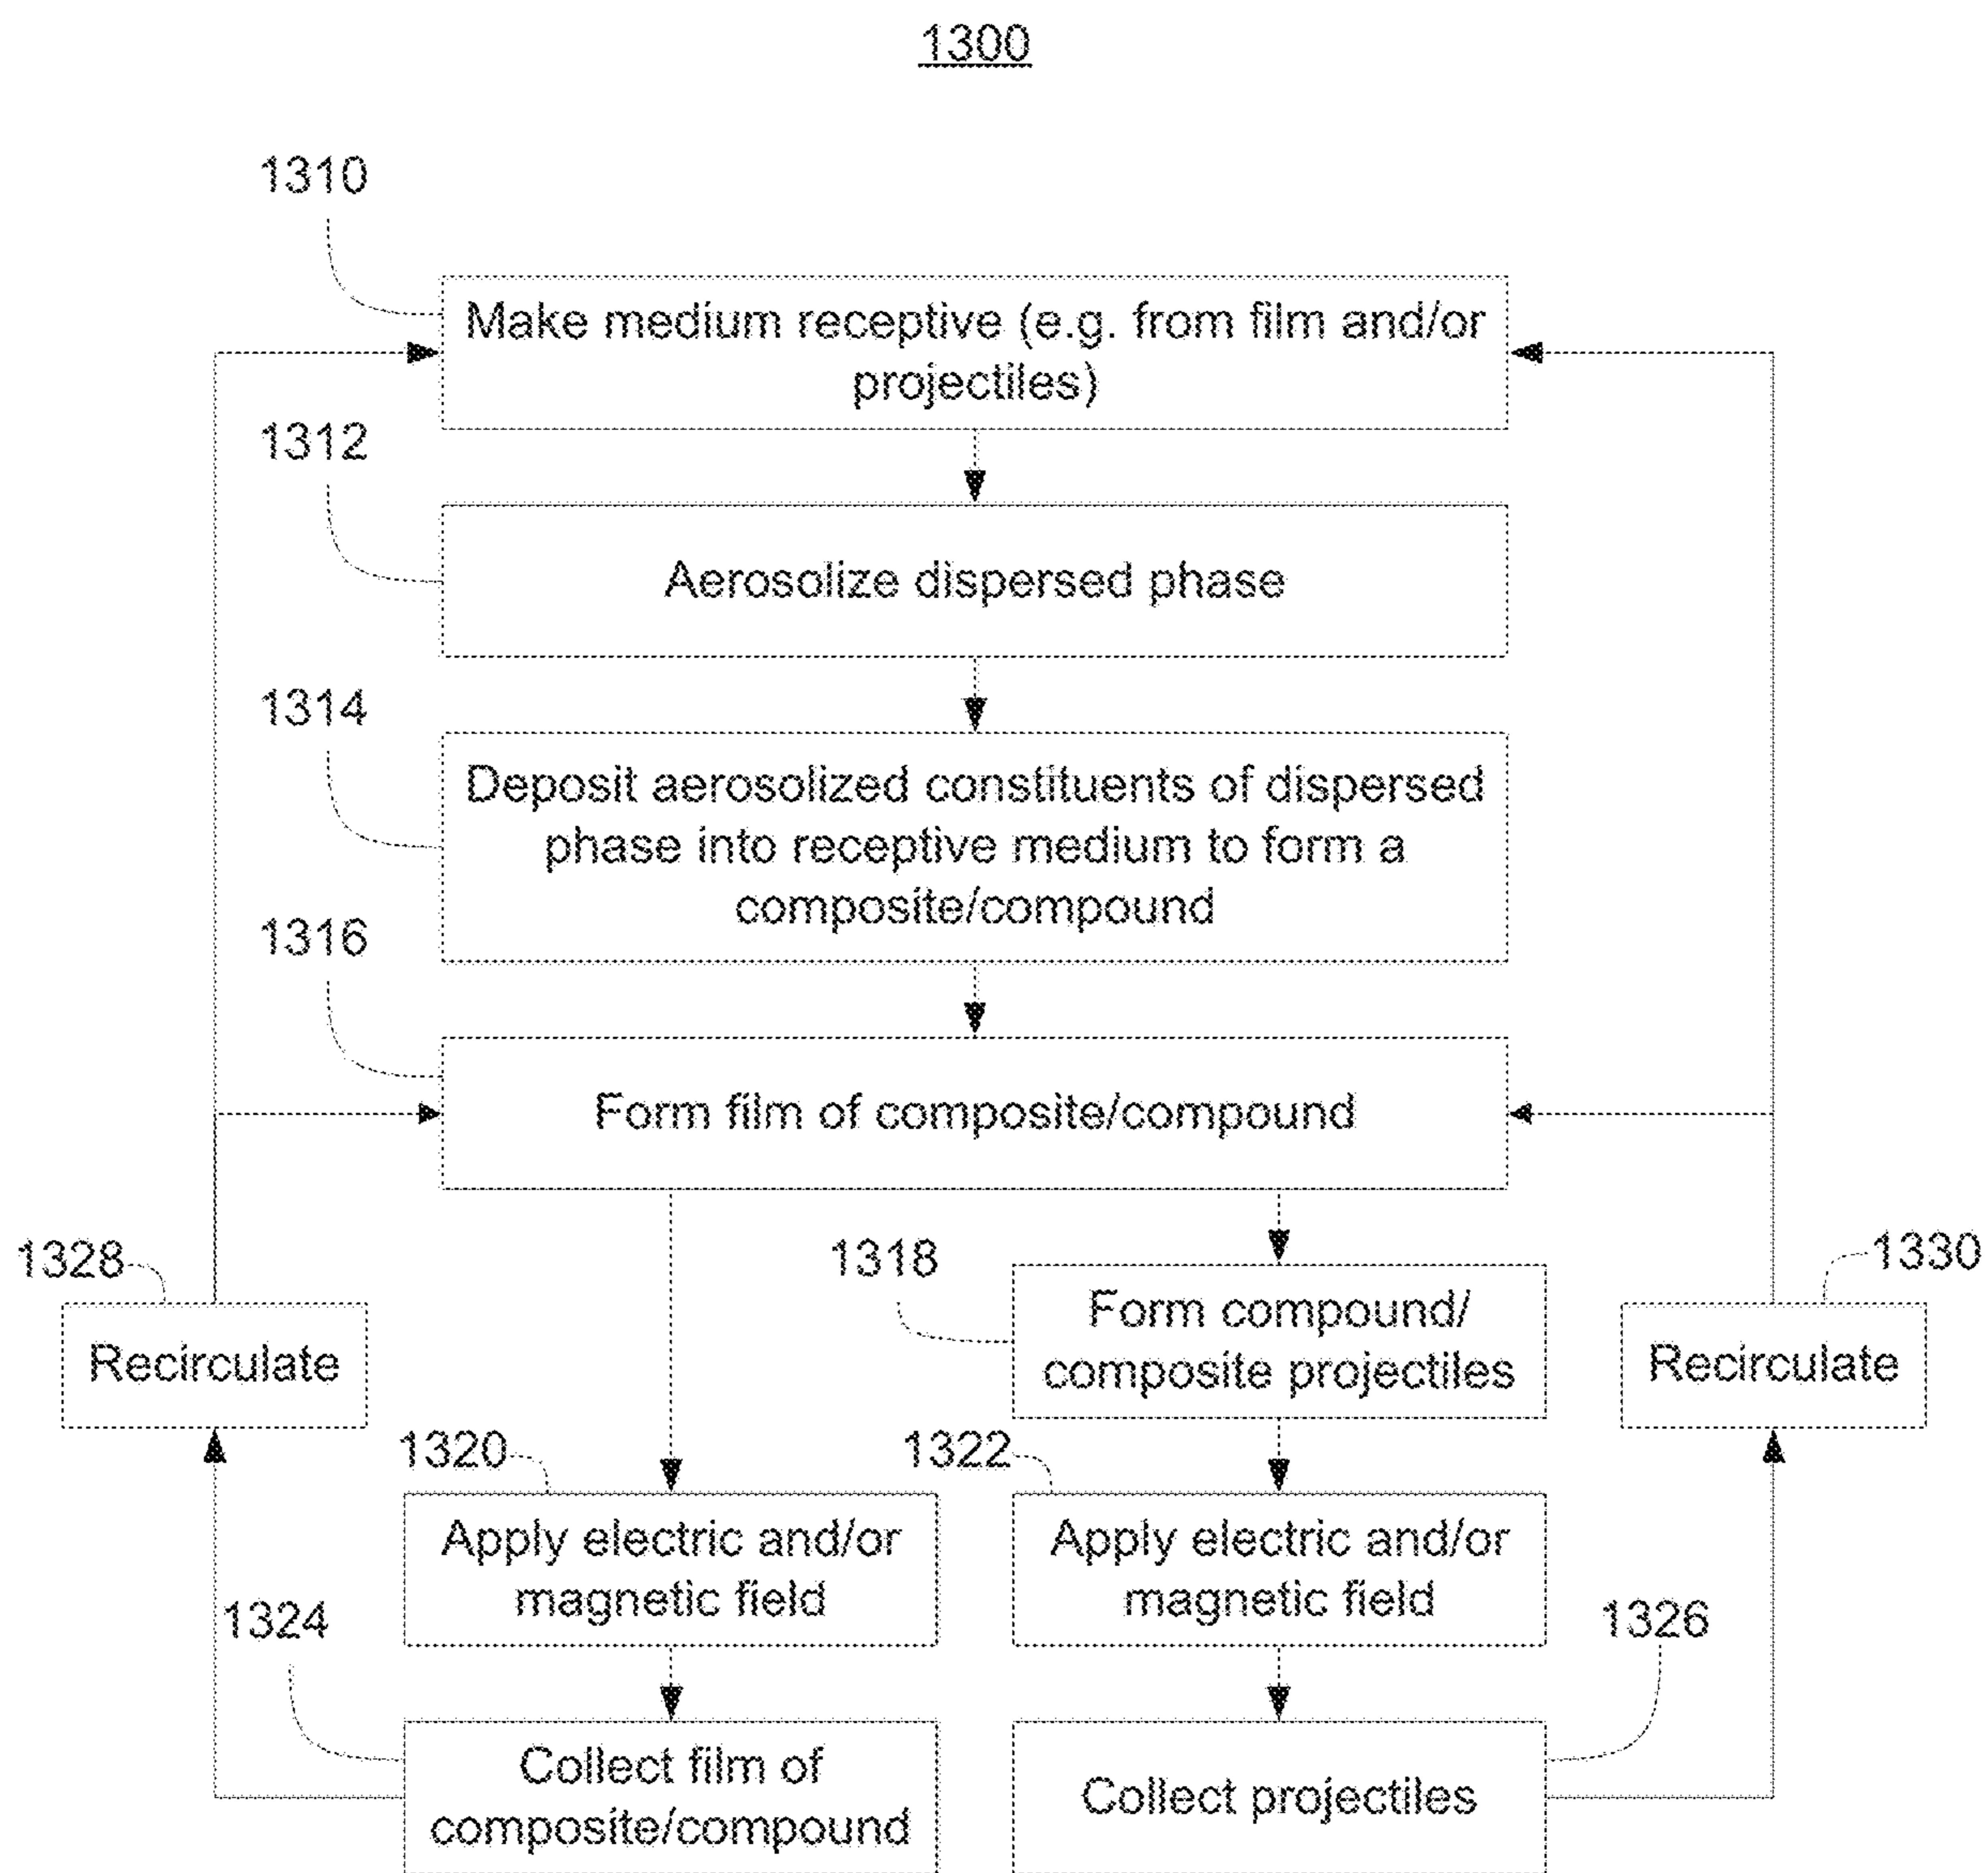 1300
1310
Make medium receptive (e.g. from film and/or
projectiles)
1312
Aerosolize dispersed phase
1314
Deposit aerosolized constituents of dispersed
phase into receptive medium to form a
composite/compound
1316
Form film of composite/compound
1328
Recirculate
1318
Form compound/
composite projectiles
1330
Recirculate
1320
Apply electric and/or
magnetic field
1322
Apply electric and/or
magnetic field
1324
Collect film of
composite/compound
1326
Collect projectiles